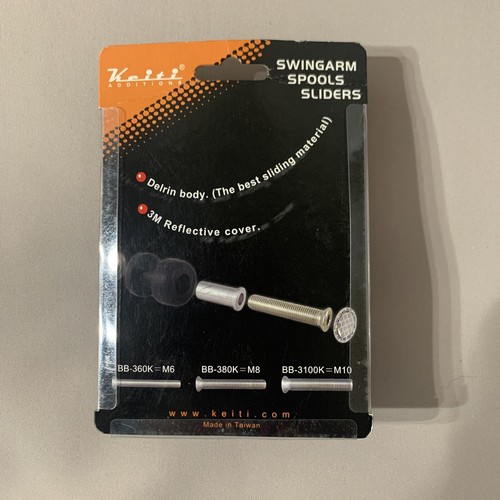 Keiti®
ADDITIONS
SWINGARM
SPOOLS
SLIDERS
Delrin body. (The best sliding material)
3M Reflective cover.
BB-360K=M6
BB-380K=M8
BB-3100K=M10
www.keiti.com
Made in Taiwan